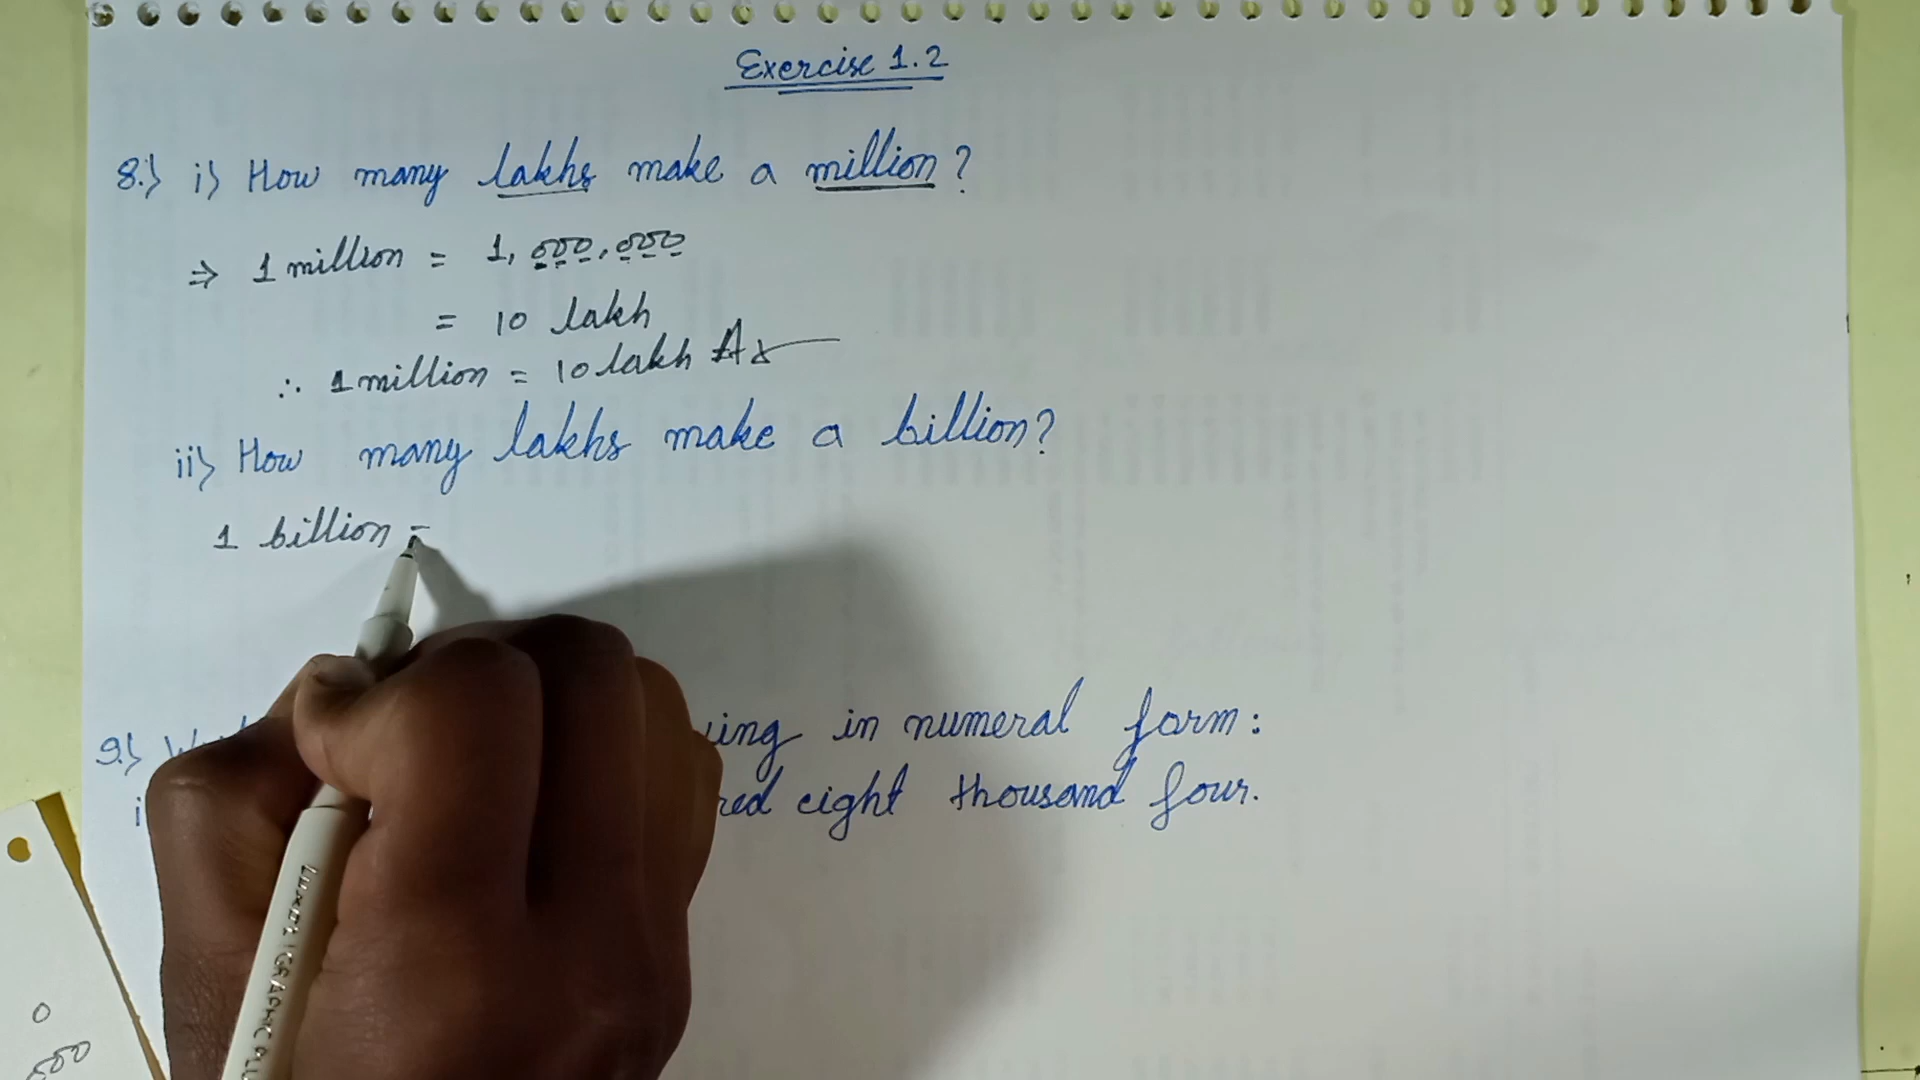 Exercise 1.2
8.) i) How many lakhs make a million?
⇒ 1 million = 1,000,000
= 10 lakh
∴ 1 million = 10 lakh
ii) How many lakhs make a billion?
1 billion =
9.) in numeral form:
i eight thousand four.